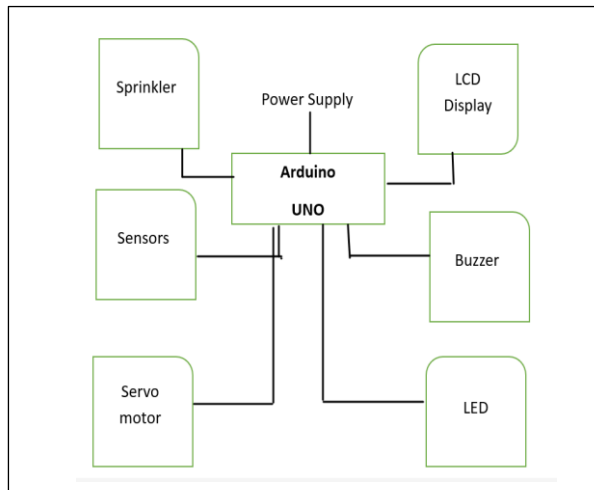 Sprinkler
Power Supply
LCD
Display
Arduino
UNO
Sensors
Buzzer
Servo
motor
LED